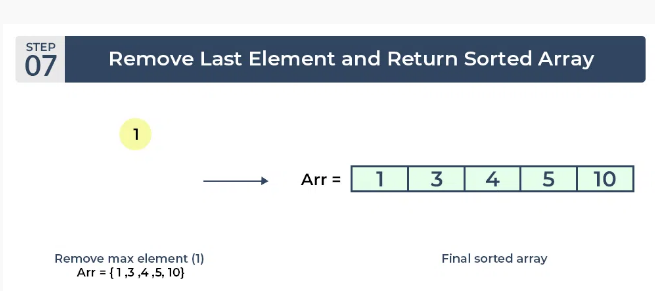 STEP
07
Remove Last Element and Return Sorted Array
1
Arr = 1 3 4 5 10
Remove max element (1)
Arr = { 1 ,3 ,4 ,5, 10}
Final sorted array